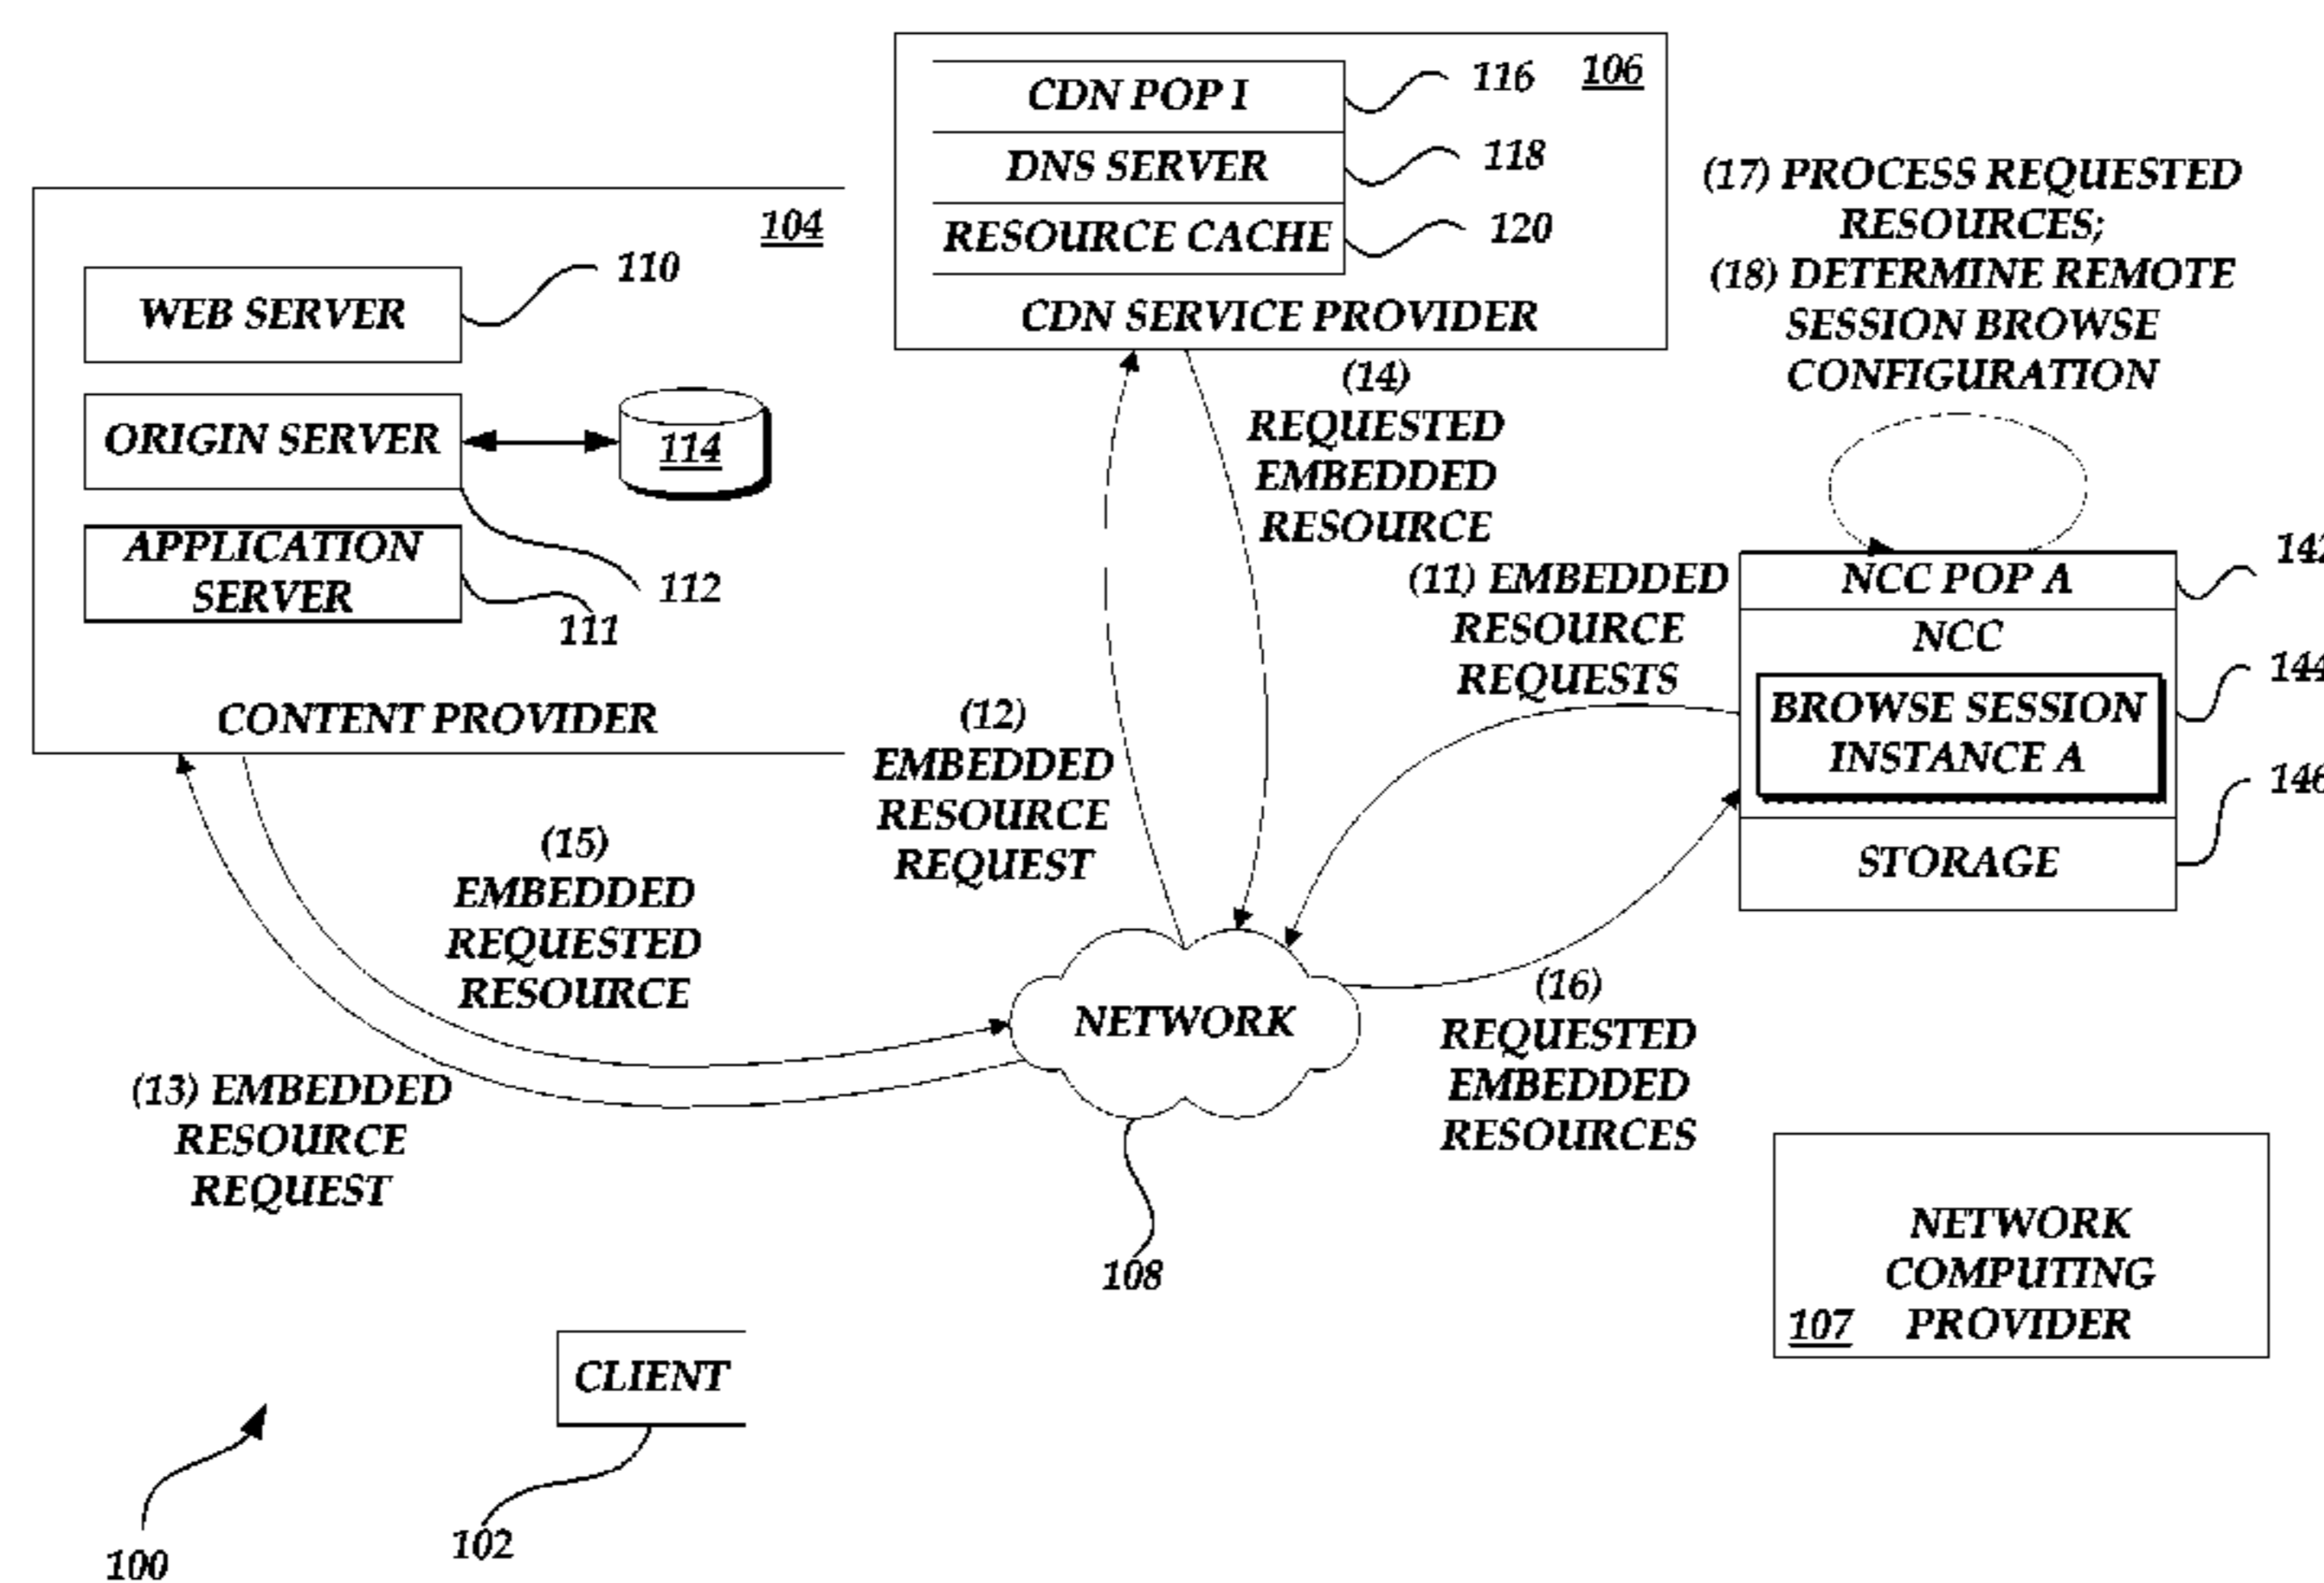 106
CDN POP I
116
DNS SERVER
118
RESOURCE CACHE
120
CDN SERVICE PROVIDER
104
WEB SERVER
110
ORIGIN SERVER
114
APPLICATION
SERVER
112
111
CONTENT PROVIDER
(17) PROCESS REQUESTED
RESOURCES;
(18) DETERMINE REMOTE
SESSION BROWSE
CONFIGURATION
(14)
REQUESTED
EMBEDDED
RESOURCE
(11) EMBEDDED
RESOURCE
REQUESTS
NCC POP A
NCC
144
BROWSE SESSION
INSTANCE A
146
STORAGE
(12)
EMBEDDED
RESOURCE
REQUEST
(15)
EMBEDDED
REQUESTED
RESOURCE
(13) EMBEDDED
RESOURCE
REQUEST
NETWORK
108
(16)
REQUESTED
EMBEDDED
RESOURCES
NETWORK
COMPUTING
PROVIDER
107
CLIENT
102
100